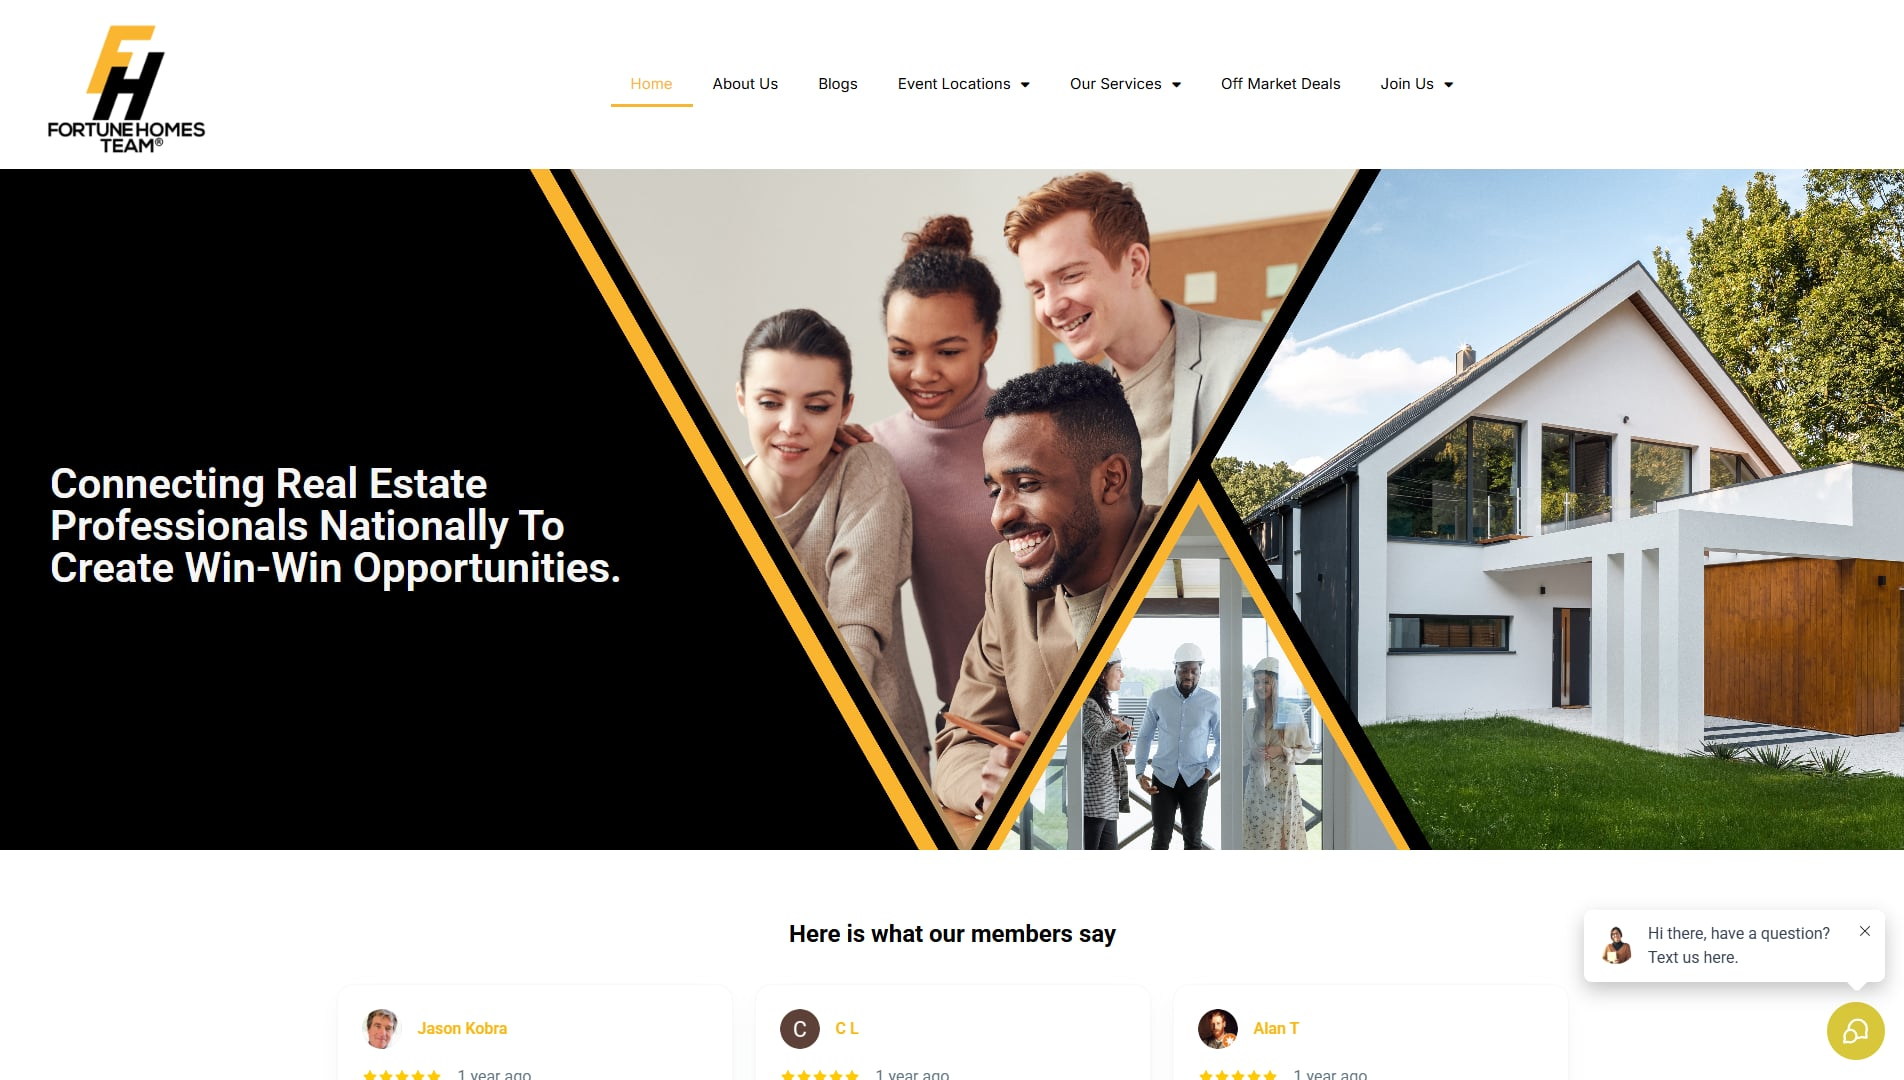 FH
FORTUNE HOMES
TEAM®
Home
About Us
Blogs
Event Locations
Our Services
Off Market Deals
Join Us
Connecting Real Estate
Professionals Nationally To
Create Win-Win Opportunities.
Here is what our members say
Hi there, have a question?
Text us here.
Jason Kobra
C
C L
Alan T
1 year ago
1 year ago
1 year ago